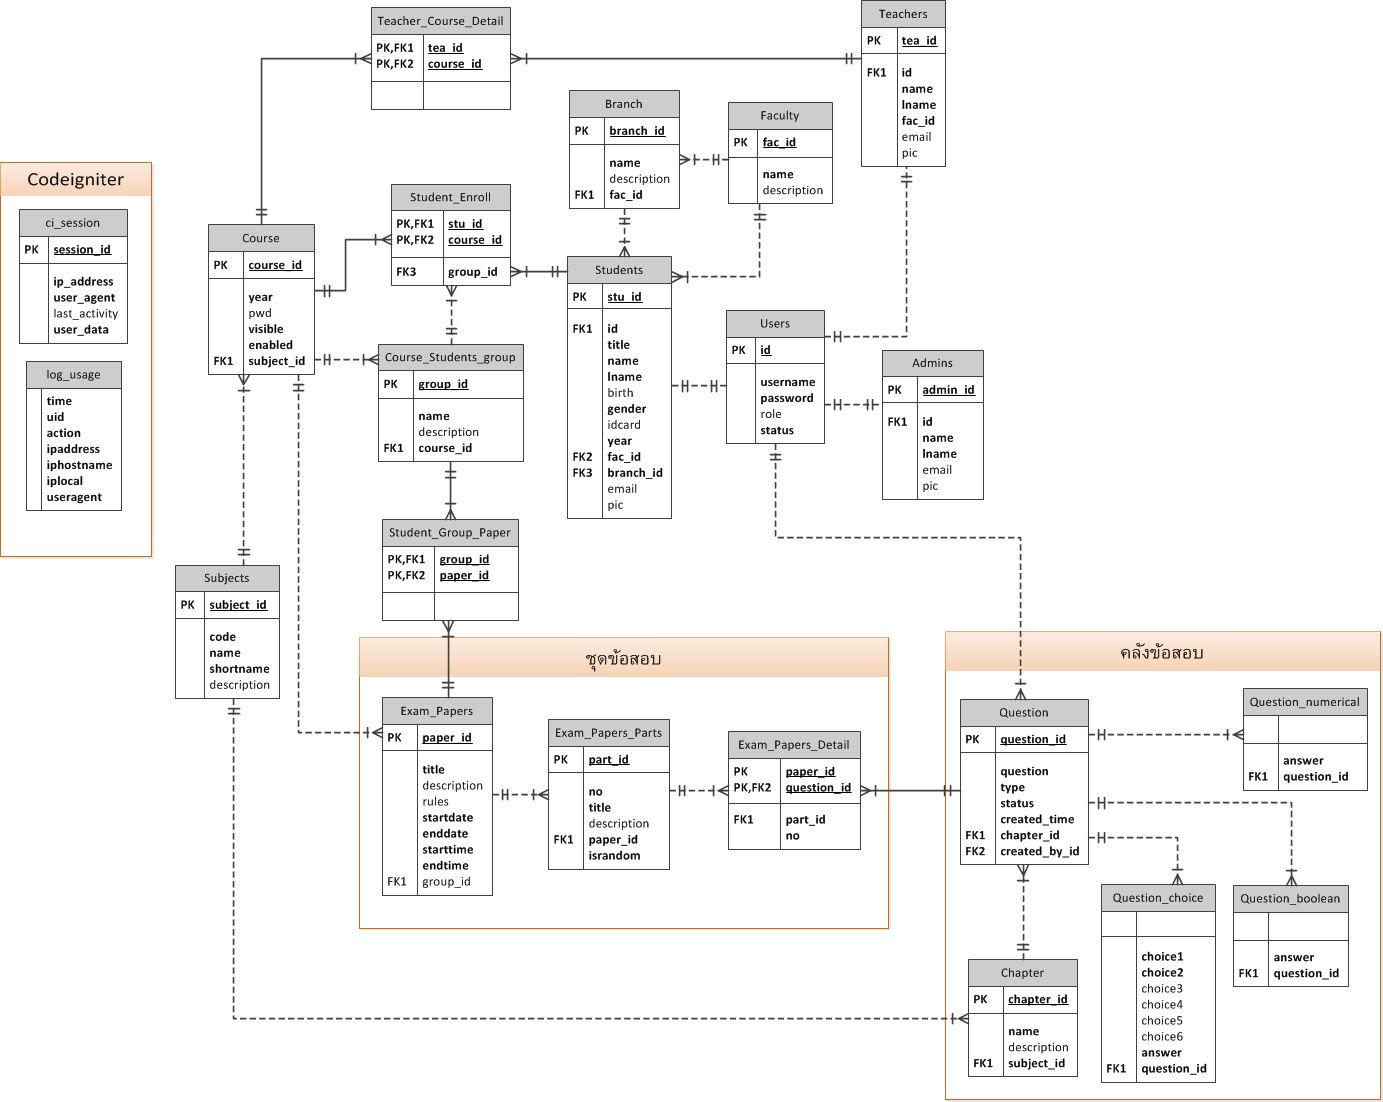 Teacher_Course_Detail
PK,FK1 tea_id
PK,FK2 course_id
Teachers
PK tea_id
FK1 id
name
lname
fac_id
email
pic
Branch
PK branch_id
name
description
FK1 fac_id
Faculty
PK fac_id
name
description
Codeigniter
ci_session
PK session_id
ip_address
user_agent
last_activity
user_data
log_usage
time
uid
action
ipaddress
iphostname
iplocal
useragent
Student_Enroll
PK,FK1 stu_id
PK,FK2 course_id
FK3 group_id
Course
PK course_id
year
pwd
visible
enabled
FK1 subject_id
Students
PK stu_id
FK1 id
title
name
lname
birth
gender
idcard
year
FK2 fac_id
FK3 branch_id
email
pic
Users
PK id
username
password
role
status
Admins
PK admin_id
FK1 id
name
lname
email
pic
Course_Students_group
PK group_id
name
description
FK1 course_id
Student_Group_Paper
PK,FK1 group_id
PK,FK2 paper_id
Subjects
PK subject_id
code
name
shortname
description
ชุดข้อสอบ
Exam_Papers
PK paper_id
title
description
rules
startdate
enddate
starttime
endtime
FK1 group_id
Exam_Papers_Parts
PK part_id
no
title
description
FK1 paper_id
israndom
Exam_Papers_Detail
PK paper_id
PK,FK2 question_id
FK1 part_id
no
คลังข้อสอบ
Question
PK question_id
question
type
status
created_time
FK1 chapter_id
FK2 created_by_id
Question_numerical
answer
FK1 question_id
Question_choice
choice1
choice2
choice3
choice4
choice5
choice6
answer
FK1 question_id
Question_boolean
answer
FK1 question_id
Chapter
PK chapter_id
name
description
FK1 subject_id